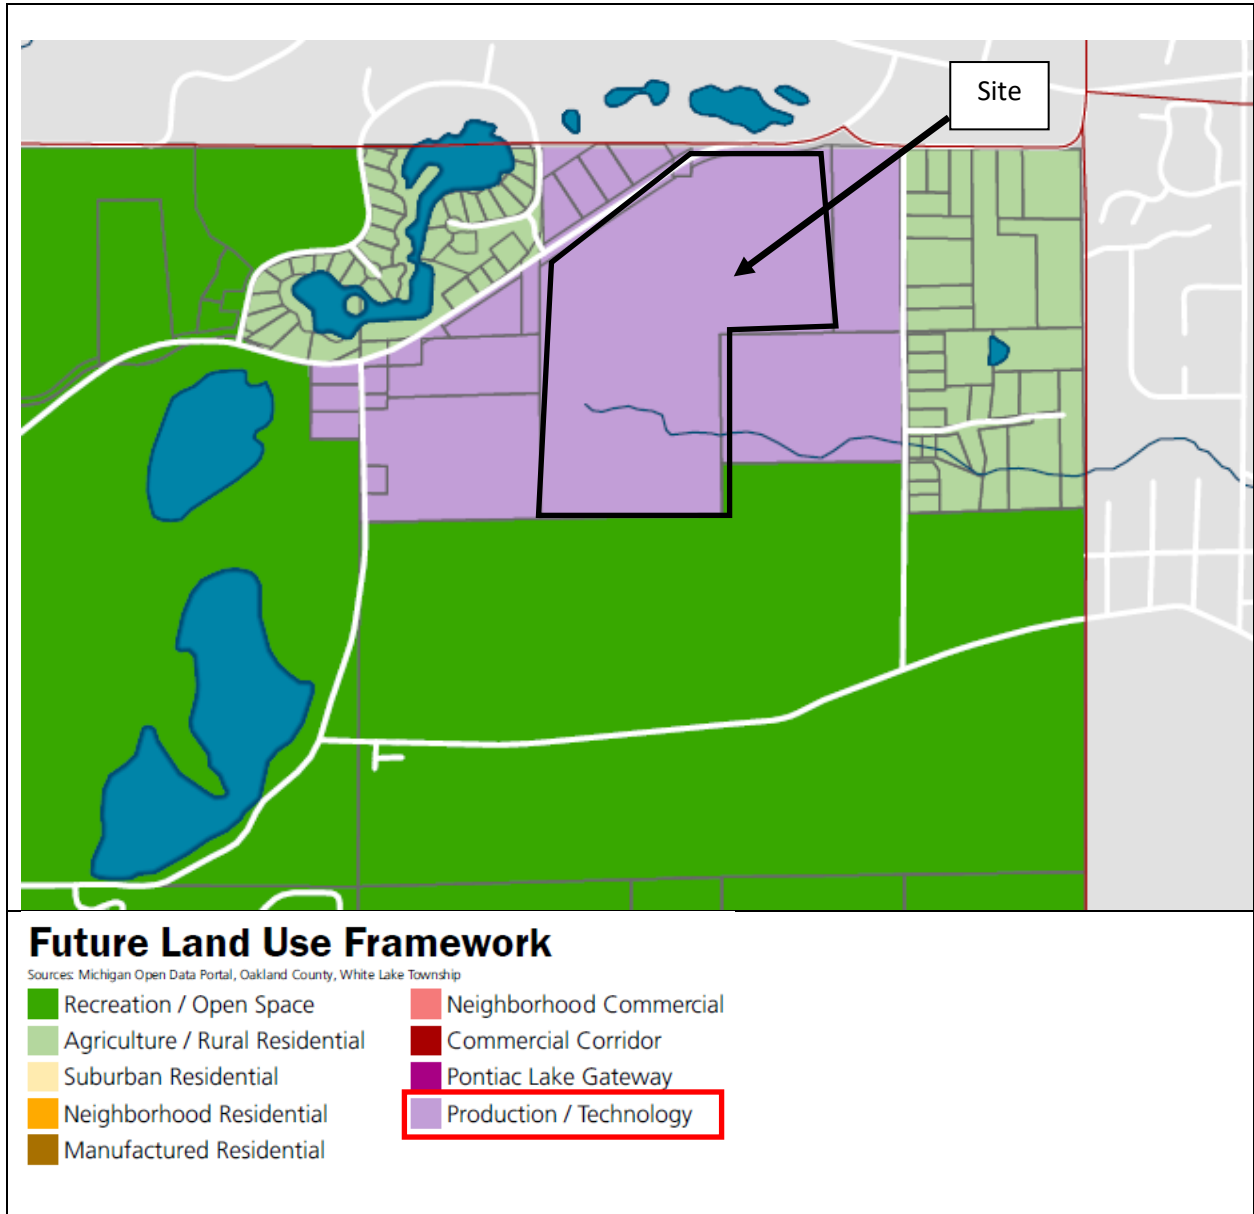 Site
Future Land Use Framework
Sources: Michigan Open Data Portal, Oakland County, White Lake Township
Recreation / Open Space
Agriculture / Rural Residential
Suburban Residential
Neighborhood Residential
Manufactured Residential
Neighborhood Commercial
Commercial Corridor
Pontiac Lake Gateway
Production / Technology